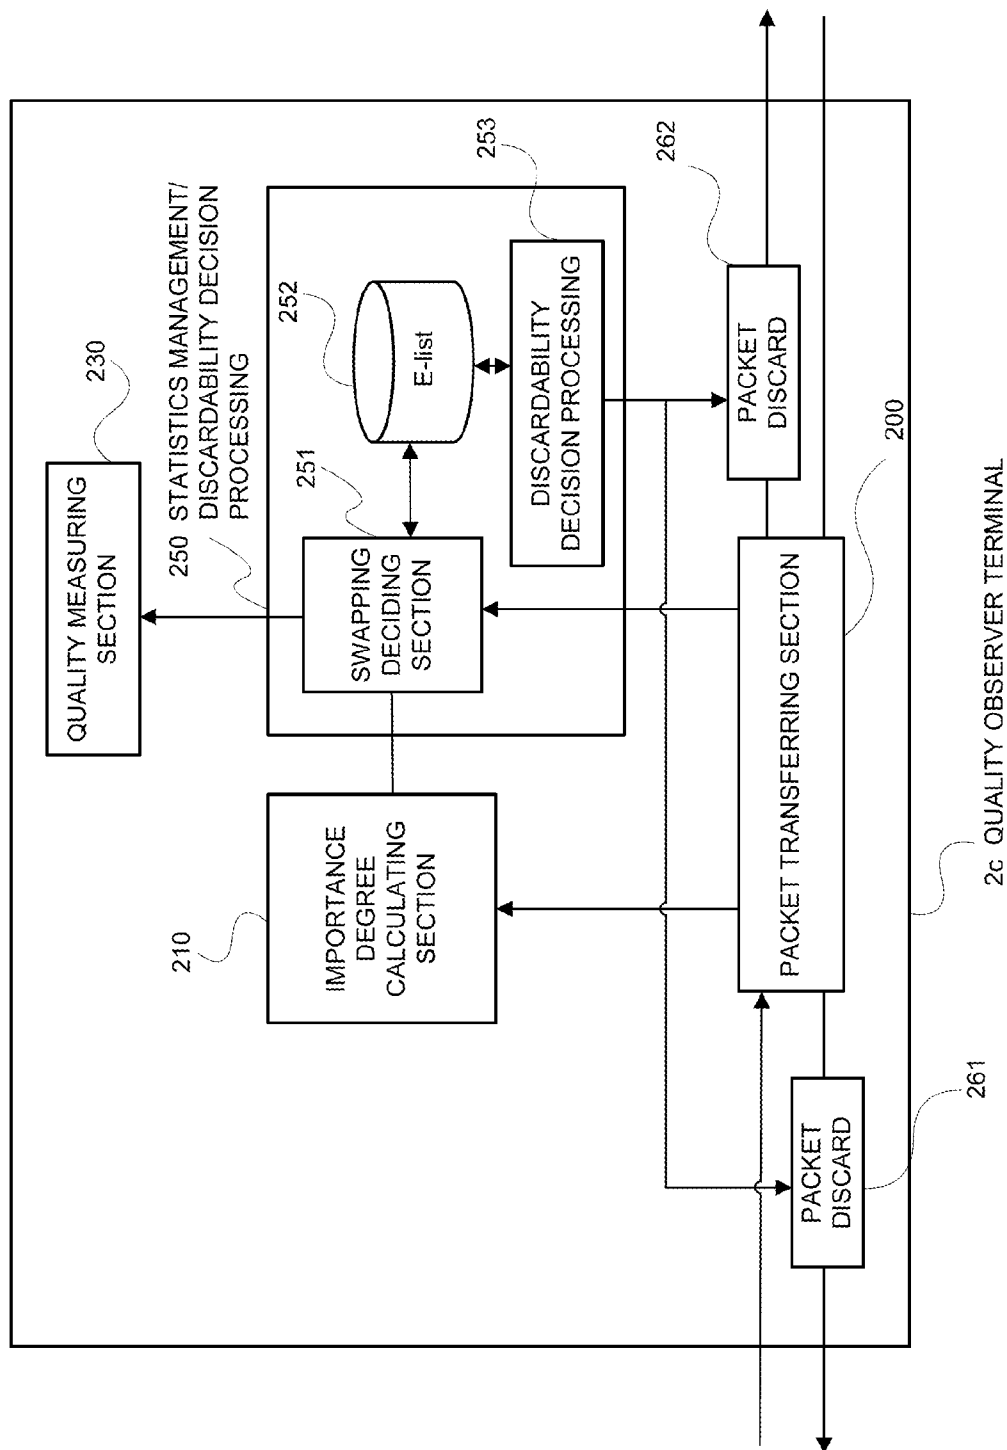 230
QUALITY MEASURING
SECTION
250 STATISTICS MANAGEMENT/
DISCARDABILITY DECISION
PROCESSING
210
IMPORTANCE
DEGREE
CALCULATING
SECTION
251
SWAPPING
DECIDING
SECTION
252
E-list
253
DISCARDABILITY
DECISION PROCESSING
262
PACKET
DISCARD
200
PACKET TRANSFERRING SECTION
PACKET
DISCARD
261
2c QUALITY OBSERVER TERMINAL